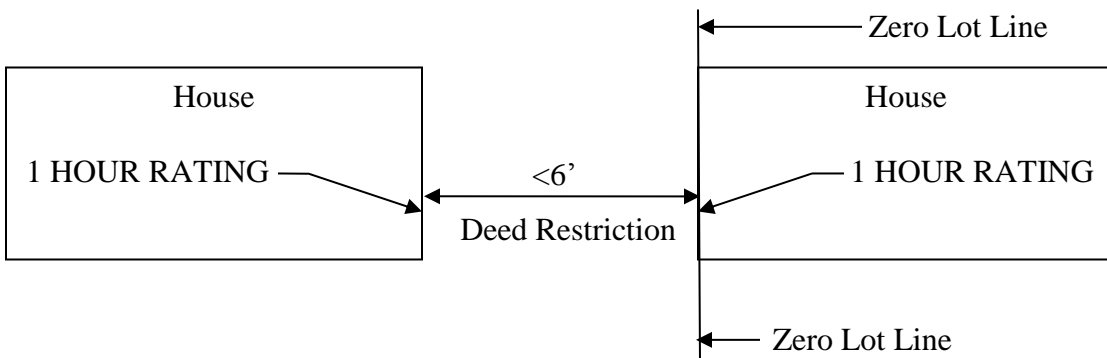 Zero Lot Line
House
House
1 HOUR RATING
<6’
1 HOUR RATING
Deed Restriction
Zero Lot Line